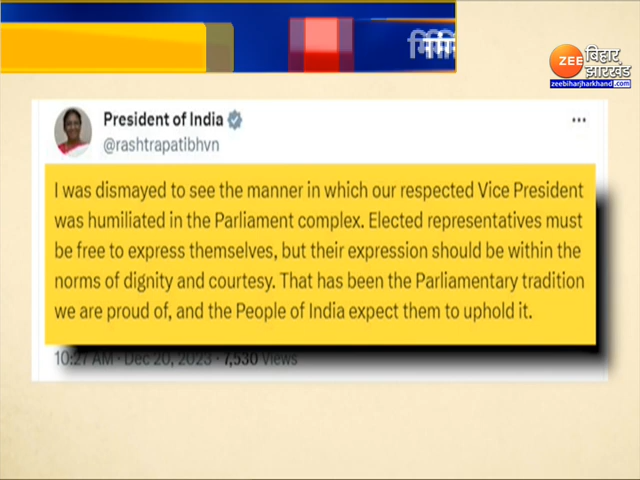 ZEE
बिहार
झारखंड
zeebiharjharkhand.com
President of India
@rashtrapatibhvn
I was dismayed to see the manner in which our respected Vice President
was humiliated in the Parliament complex. Elected representatives must
be free to express themselves, but their expression should be within the
norms of dignity and courtesy. That has been the Parliamentary tradition
we are proud of, and the People of India expect them to uphold it.
10:27 AM · Dec 20, 2023 · 7,530 Views